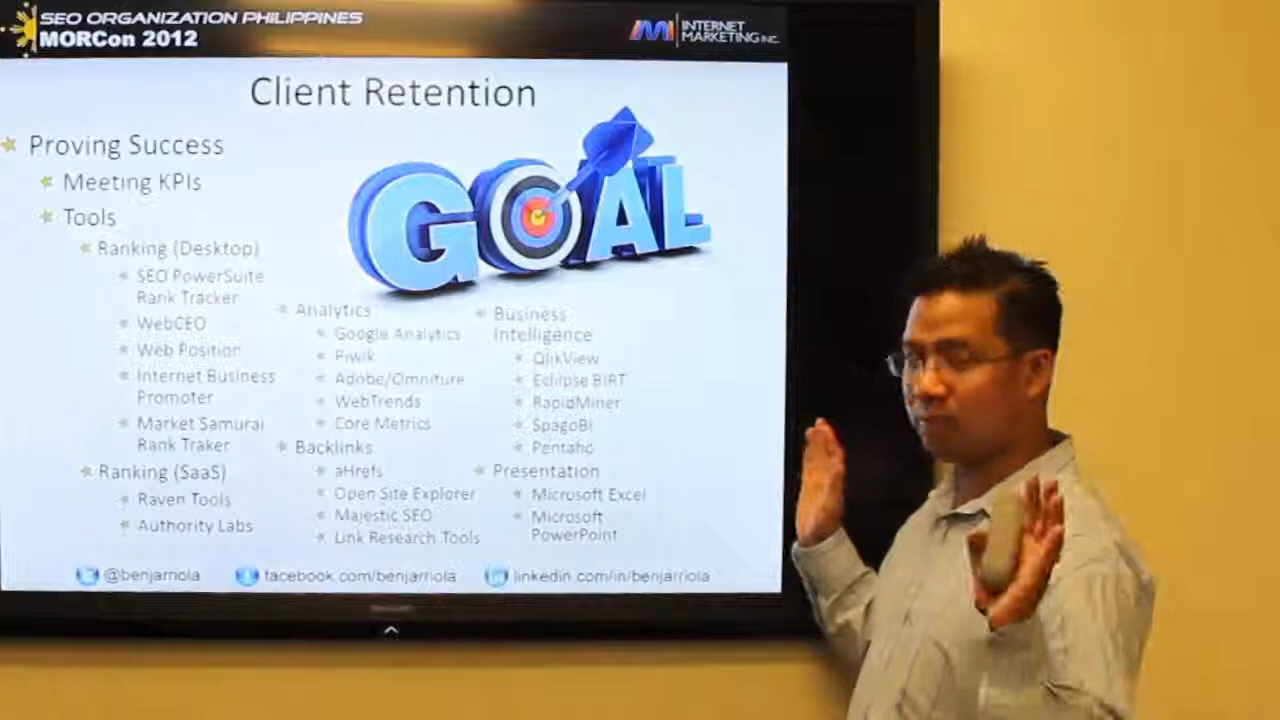 SEO ORGANIZATION PHILIPPINES
MORCon 2012
IMI INTERNET
MARKETING INC.
Client Retention
GOAL
Proving Success
Meeting KPIs
Tools
Ranking (Desktop)
SEO PowerSuite
Rank Tracker
WebCEO
Web Position
Internet Business
Promoter
Market Samurai
Rank Traker
Ranking (SaaS)
Raven Tools
Authority Labs
Analytics
Google Analytics
Piwik
Adobe/Omniture
WebTrends
Core Metrics
Backlinks
aHrefs
Open Site Explorer
Majestic SEO
Link Research Tools
Business
Intelligence
QlikView
Eclipse BIRT
RapidMiner
SpagoBI
Pentaho
Presentation
Microsoft Excel
Microsoft
PowerPoint
@benjarriola
facebook.com/benjarriola
linkedin.com/in/benjarriola